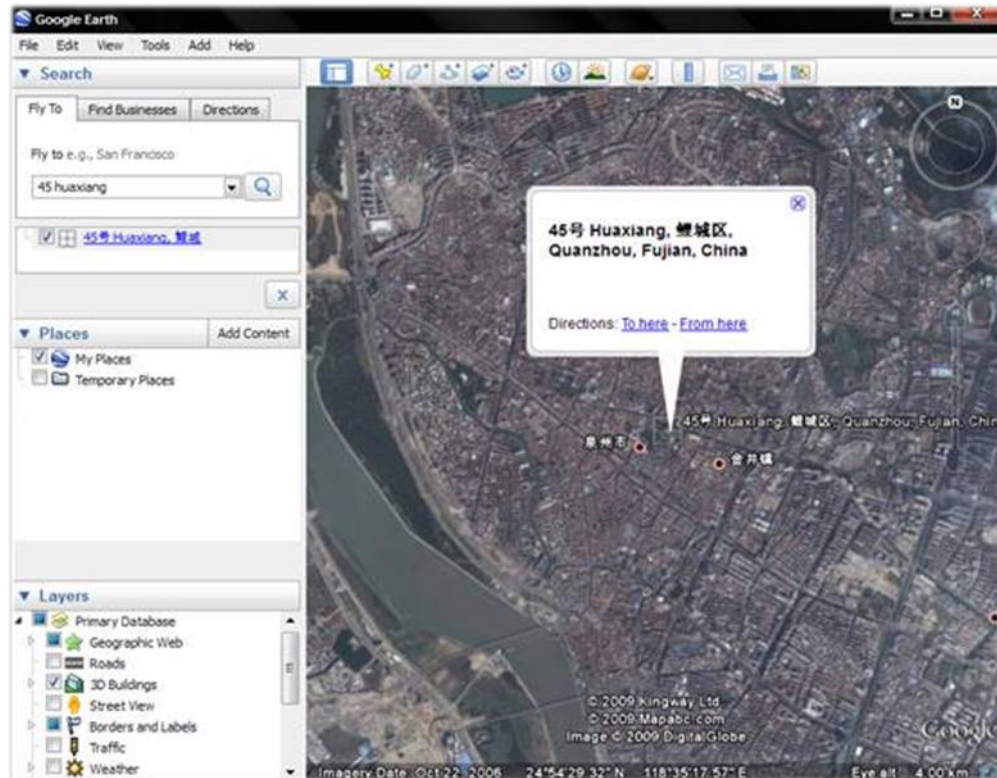 Google Earth
File Edit View Tools Add Help
Search
Fly To Find Businesses Directions
Fly to e.g., San Francisco
45 huaxiang
45号 Huaxiang, 鲤城
Places Add Content
My Places
Temporary Places
Layers
Primary Database
Geographic Web
Roads
3D Buildings
Street View
Borders and Labels
Traffic
Weather
N
45号 Huaxiang, 鲤城区,
Quanzhou, Fujian, China
Directions: To here - From here
45号 Huaxiang, 鲤城区, Quanzhou, Fujian, Chin
泉州市
金井镇
© 2009 Kingway Ltd
© 2009 Mapabc.com
Image © 2009 DigitalGlobe
Google
Imagery Date: Oct 22, 2006 24°54'29.32" N 118°35'17.57" E Eye alt 4.00 km